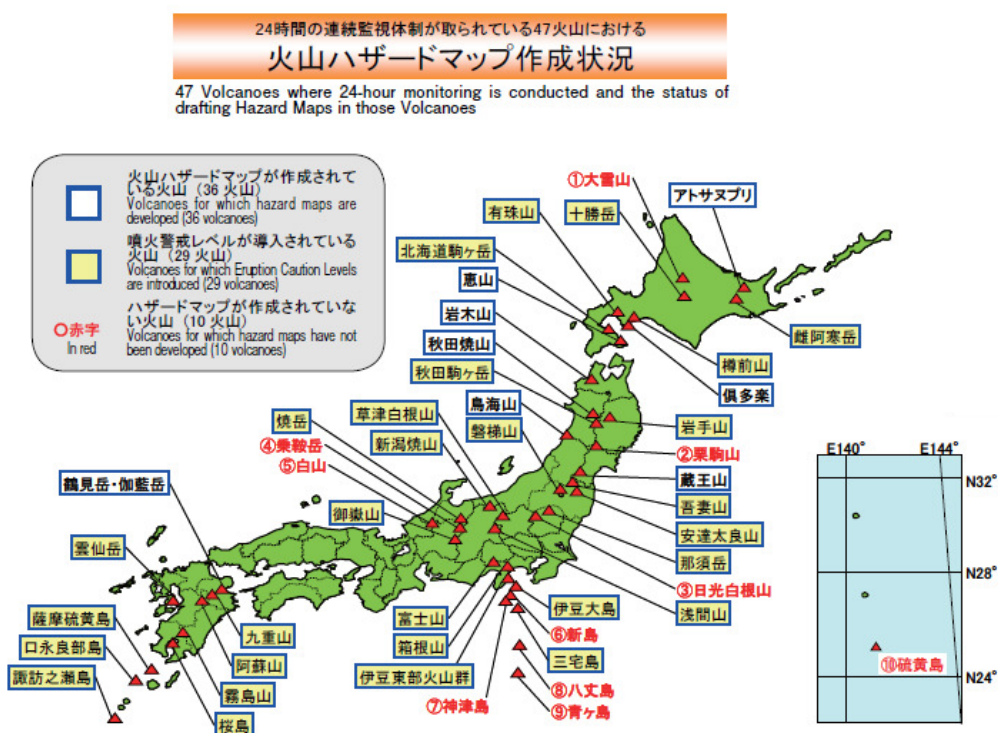 24時間の連続監視体制が取られている47火山における
火山ハザードマップ作成状況
47 Volcanoes where 24-hour monitoring is conducted and the status of
drafting Hazard Maps in those Volcanoes
火山ハザードマップが作成されて
いる火山（36 火山）
Volcanoes for which hazard maps are
developed (36 volcanoes)
噴火警戒レベルが導入されている
火山（29 火山）
Volcanoes for which Eruption Caution Levels
are introduced (29 volcanoes)
〇赤字
In red
ハザードマップが作成されていな
い火山（10 火山）
Volcanoes for which hazard maps have not
been developed (10 volcanoes)
①大雪山
アトサヌプリ
有珠山
十勝岳
北海道駒ヶ岳
恵山
岩木山
秋田焼山
秋田駒ヶ岳
雌阿寒岳
樽前山
倶多楽
鳥海山
磐梯山
草津白根山
新潟焼山
焼岳
④乗鞍岳
⑤白山
御嶽山
岩手山
②栗駒山
蔵王山
吾妻山
安達太良山
那須岳
③日光白根山
浅間山
鶴見岳・伽藍岳
雲仙岳
薩摩硫黄島
口永良部島
諏訪之瀬島
九重山
阿蘇山
霧島山
桜島
富士山
箱根山
伊豆東部火山群
⑦神津島
伊豆大島
⑥新島
三宅島
⑧八丈島
⑨青ヶ島
E140°
E144°
N32°
N28°
⑩硫黄島
N24°